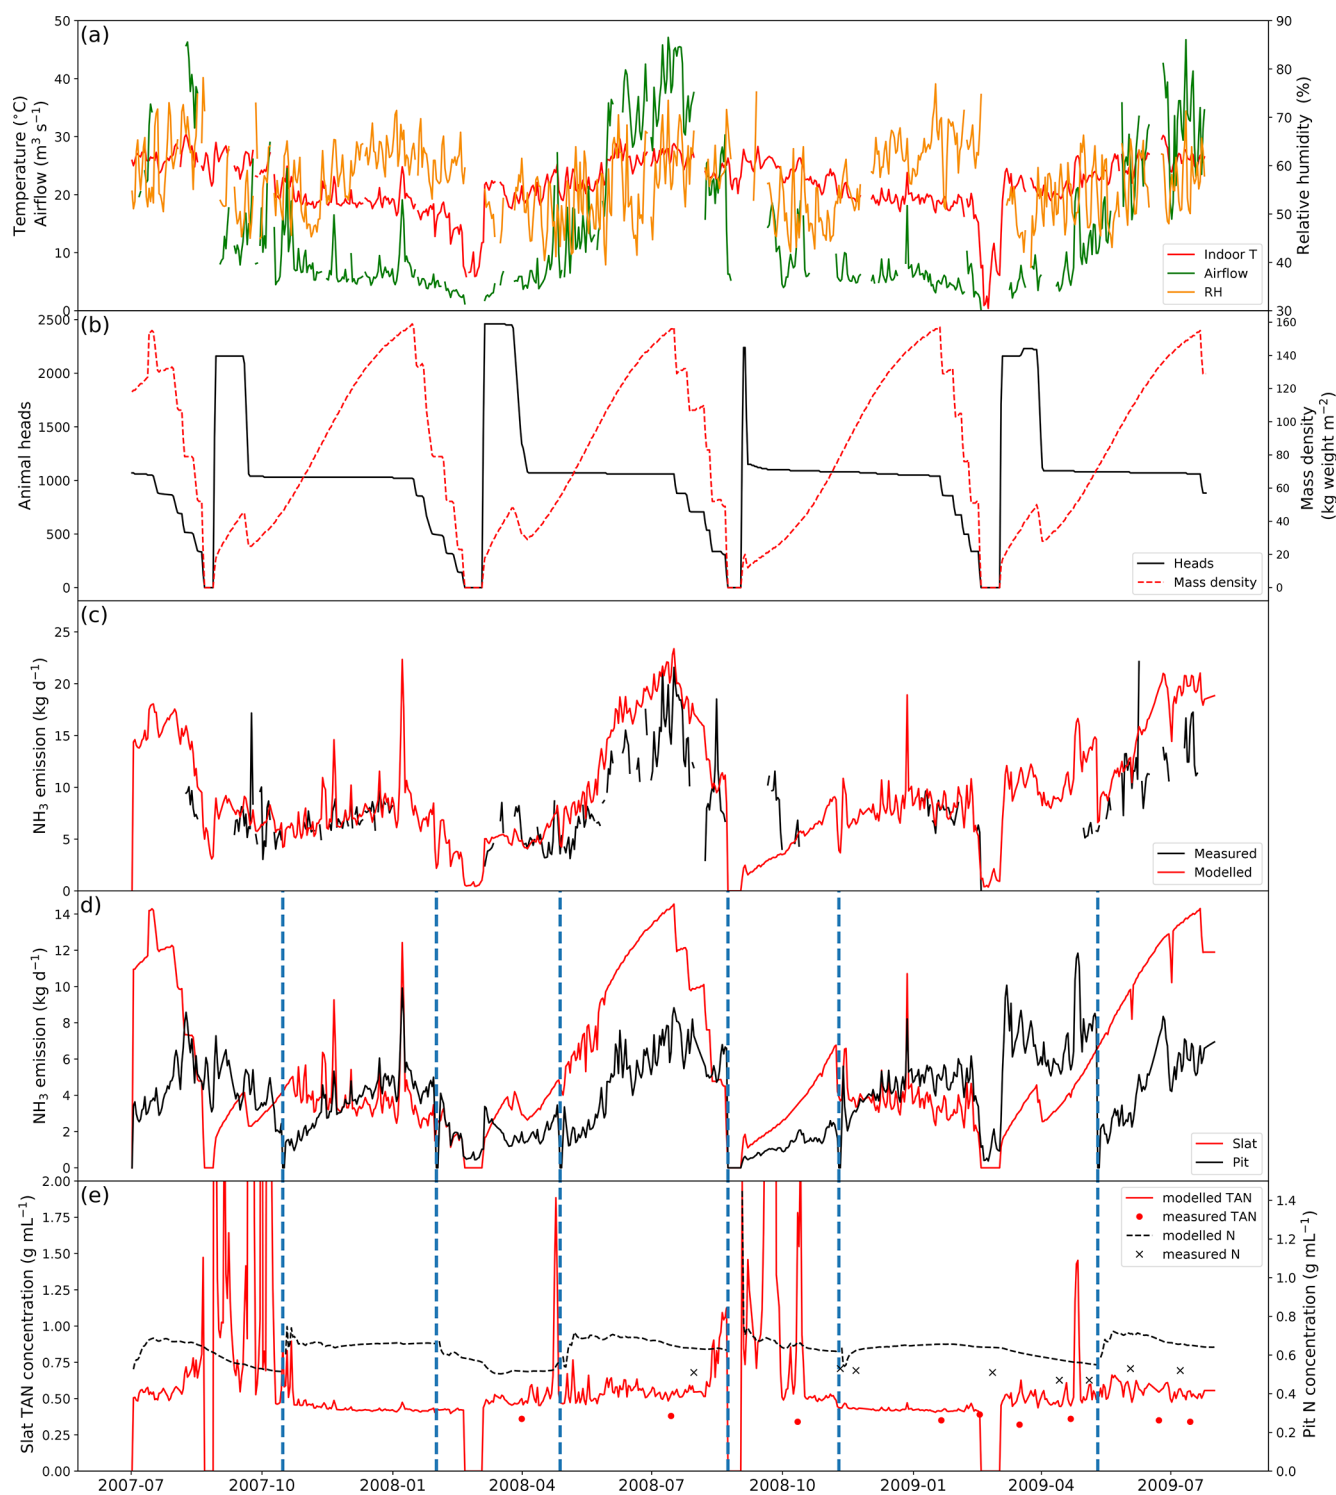 (a)
Temperature (°C)
Airflow (m³ s⁻¹)
50
40
30
20
10
0
90
80
70
60
50
40
30
Relative humidity (%)
Indoor T
Airflow
RH
(b)
Animal heads
2500
2000
1500
1000
500
0
160
140
120
100
80
60
40
20
0
Mass density
(kg weight m⁻²)
Heads
Mass density
(c)
NH₃ emission (kg d⁻¹)
25
20
15
10
5
0
Measured
Modelled
d)
NH₃ emission (kg d⁻¹)
14
12
10
8
6
4
2
0
Slat
Pit
(e)
Slat TAN concentration (g mL⁻¹)
2.00
1.75
1.50
1.25
1.00
0.75
0.50
0.25
0.00
1.4
1.2
1.0
0.8
0.6
0.4
0.2
0.0
Pit N concentration (g mL⁻¹)
modelled TAN
measured TAN
modelled N
measured N
2007-07 2007-10 2008-01 2008-04 2008-07 2008-10 2009-01 2009-04 2009-07